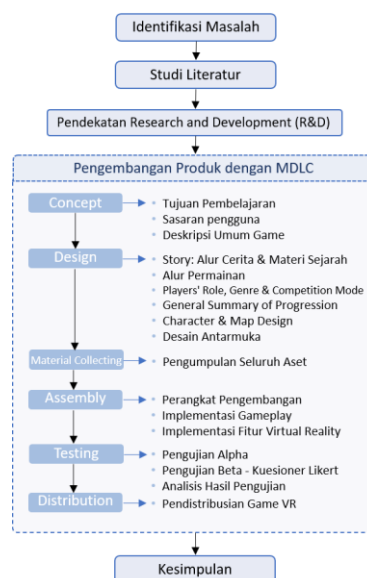 Identifikasi Masalah
Studi Literatur
Pendekatan Research and Development (R&D)
Pengembangan Produk dengan MDLC
Concept
Tujuan Pembelajaran
Sasaran pengguna
Deskripsi Umum Game
Design
Story: Alur Cerita & Materi Sejarah
Alur Permainan
Players' Role, Genre & Competition Mode
General Summary of Progression
Character & Map Design
Desain Antarmuka
Material Collecting
Pengumpulan Seluruh Aset
Assembly
Perangkat Pengembangan
Implementasi Gameplay
Implementasi Fitur Virtual Reality
Testing
Pengujian Alpha
Pengujian Beta - Kuesioner Likert
Analisis Hasil Pengujian
Distribution
Pendistribusian Game VR
Kesimpulan